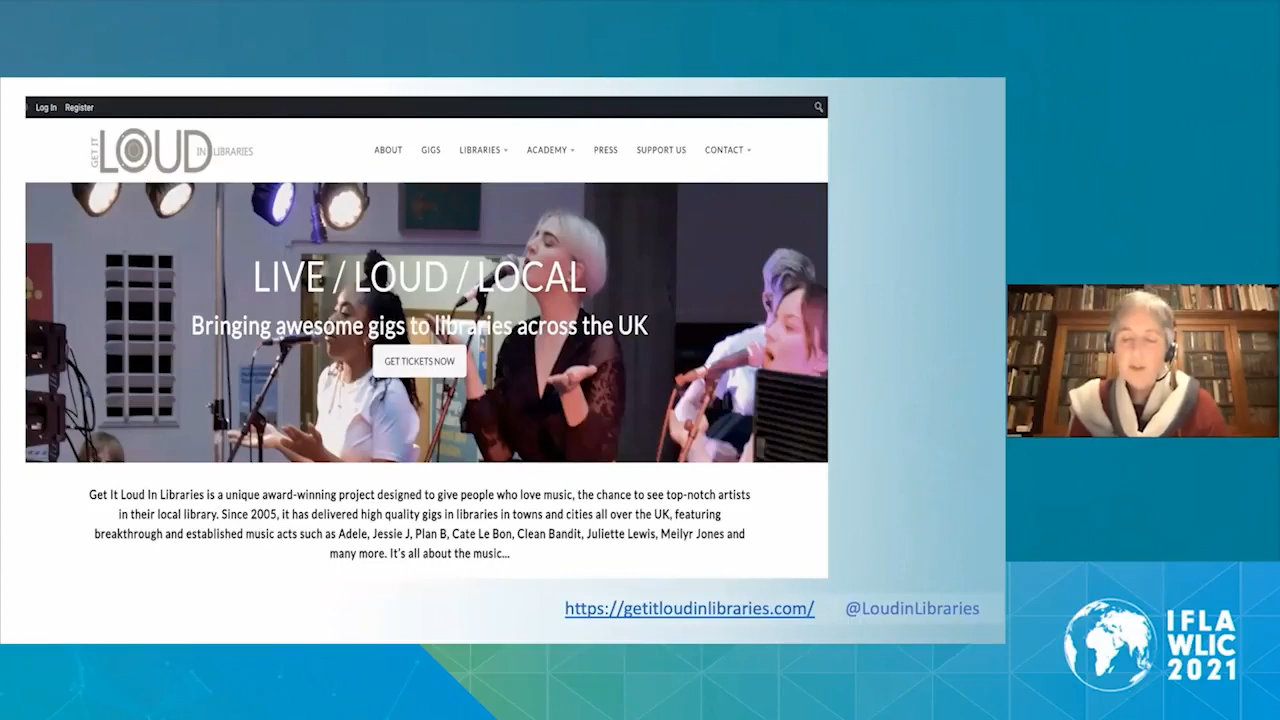 Log In Register
GET IT LOUD IN LIBRARIES
ABOUT GIGS LIBRARIES ACADEMY PRESS SUPPORT US CONTACT
LIVE / LOUD / LOCAL
Bringing awesome gigs to libraries across the UK
GET TICKETS NOW
Get It Loud In Libraries is a unique award-winning project designed to give people who love music, the chance to see top-notch artists
in their local library. Since 2005, it has delivered high quality gigs in libraries in towns and cities all over the UK, featuring
breakthrough and established music acts such as Adele, Jessie J, Plan B, Cate Le Bon, Clean Bandit, Juliette Lewis, Meilyr Jones and
many more. It's all about the music...
https://getitloudinlibraries.com/ @LoudinLibraries
IFLA
WLIC
2021